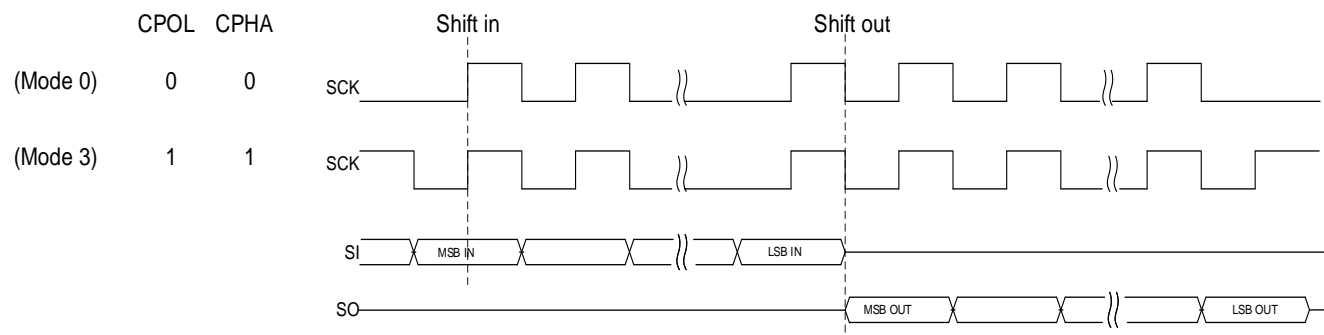 CPOL CPHA Shift in Shift out
(Mode 0) 0 0 SCK
(Mode 3) 1 1 SCK
SI MSB IN LSB IN
SO MSB OUT LSB OUT